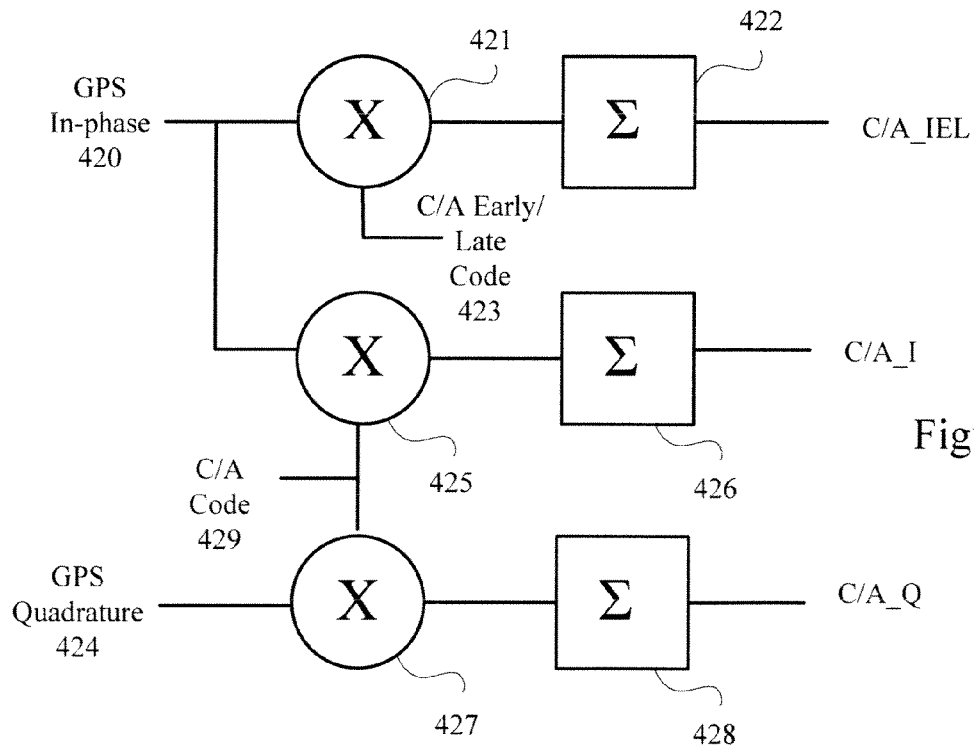 421
422
GPS
In-phase
420
X
Σ
C/A_IEL
C/A Early/
Late
Code
423
X
Σ
C/A_I
425
426
Fig
C/A
Code
429
GPS
Quadrature
424
X
Σ
C/A_Q
427
428